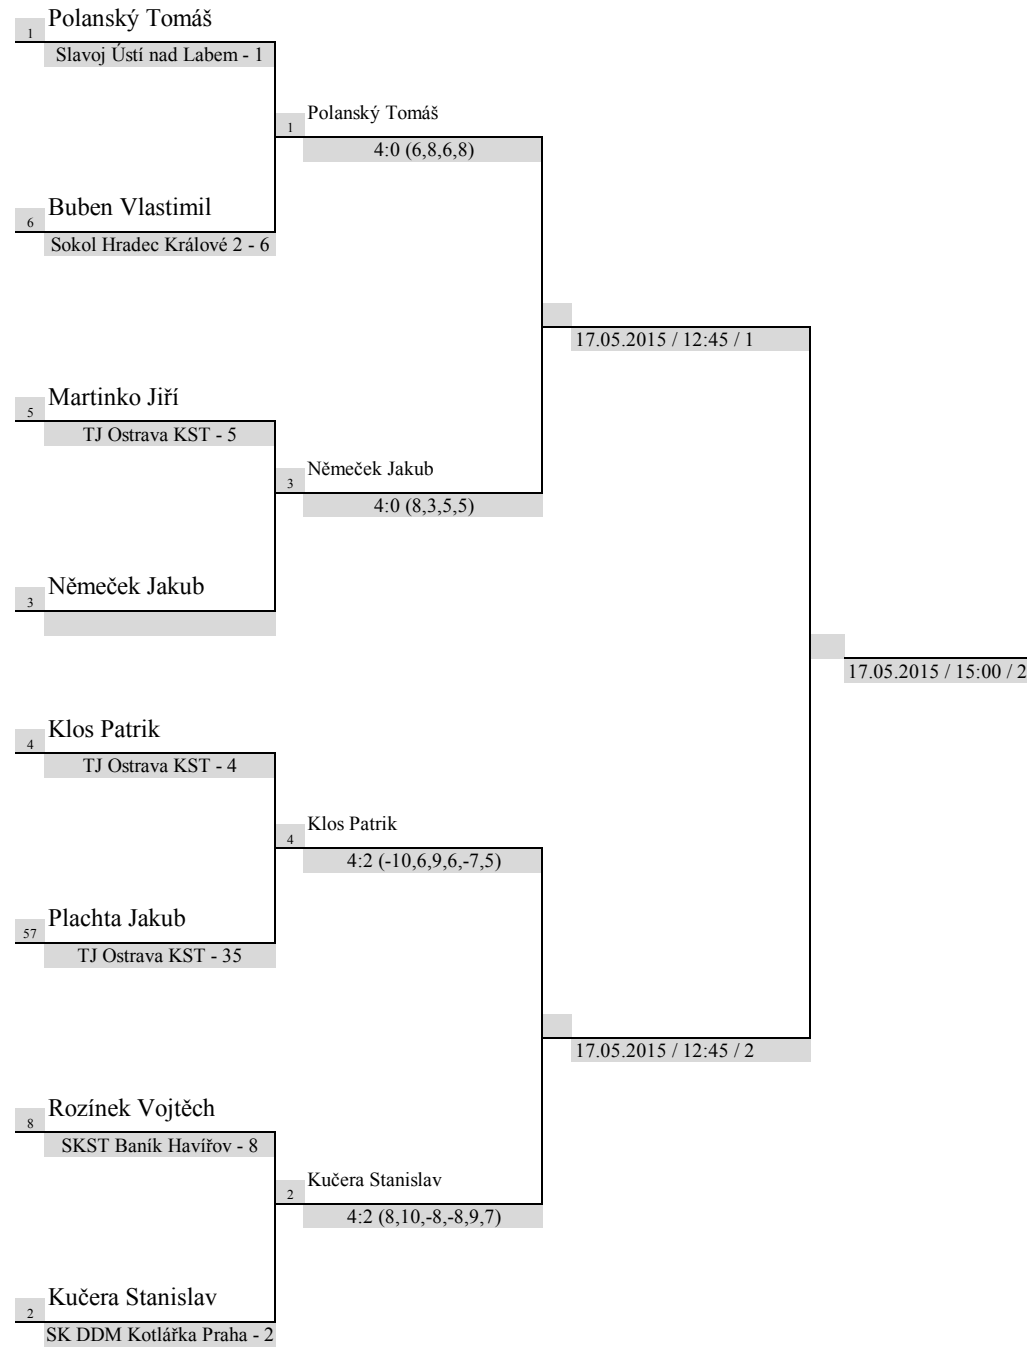 Polanský Tomáš
1
Slavoj Ústí nad Labem - 1
Polanský Tomáš
1
4:0 (6,8,6,8)
Buben Vlastimil
6
Sokol Hradec Králové 2 - 6
17.05.2015 / 12:45 / 1
Martinko Jiří
5
TJ Ostrava KST - 5
Němeček Jakub
3
4:0 (8,3,5,5)
Němeček Jakub
3
17.05.2015 / 15:00 / 2
Klos Patrik
4
TJ Ostrava KST - 4
Klos Patrik
4
4:2 (-10,6,9,6,-7,5)
Plachta Jakub
57
TJ Ostrava KST - 35
17.05.2015 / 12:45 / 2
Rozínek Vojtěch
8
SKST Baník Havířov - 8
Kučera Stanislav
2
4:2 (8,10,-8,-8,9,7)
Kučera Stanislav
2
SK DDM Kotlářka Praha - 2